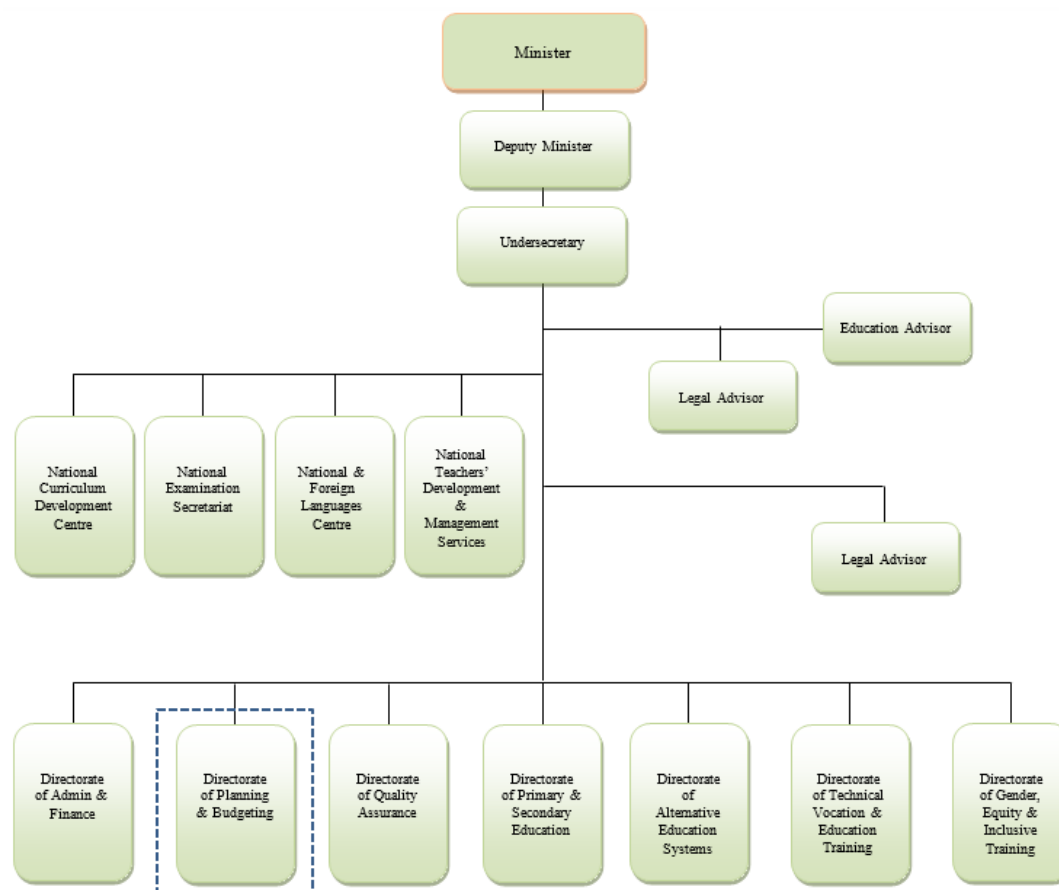 Minister
Deputy Minister
Undersecretary
Education Advisor
Legal Advisor
National
Curriculum
Development
Centre
National
Examination
Secretariat
National &
Foreign
Languages
Centre
National
Teachers’
Development
&
Management
Services
Legal Advisor
Directorate
of Admin &
Finance
Directorate
of Planning
& Budgeting
Directorate
of Quality
Assurance
Directorate
of Primary &
Secondary
Education
Directorate
of
Alternative
Education
Systems
Directorate
of Technical
Vocation &
Education
Training
Directorate
of Gender,
Equity &
Inclusive
Training